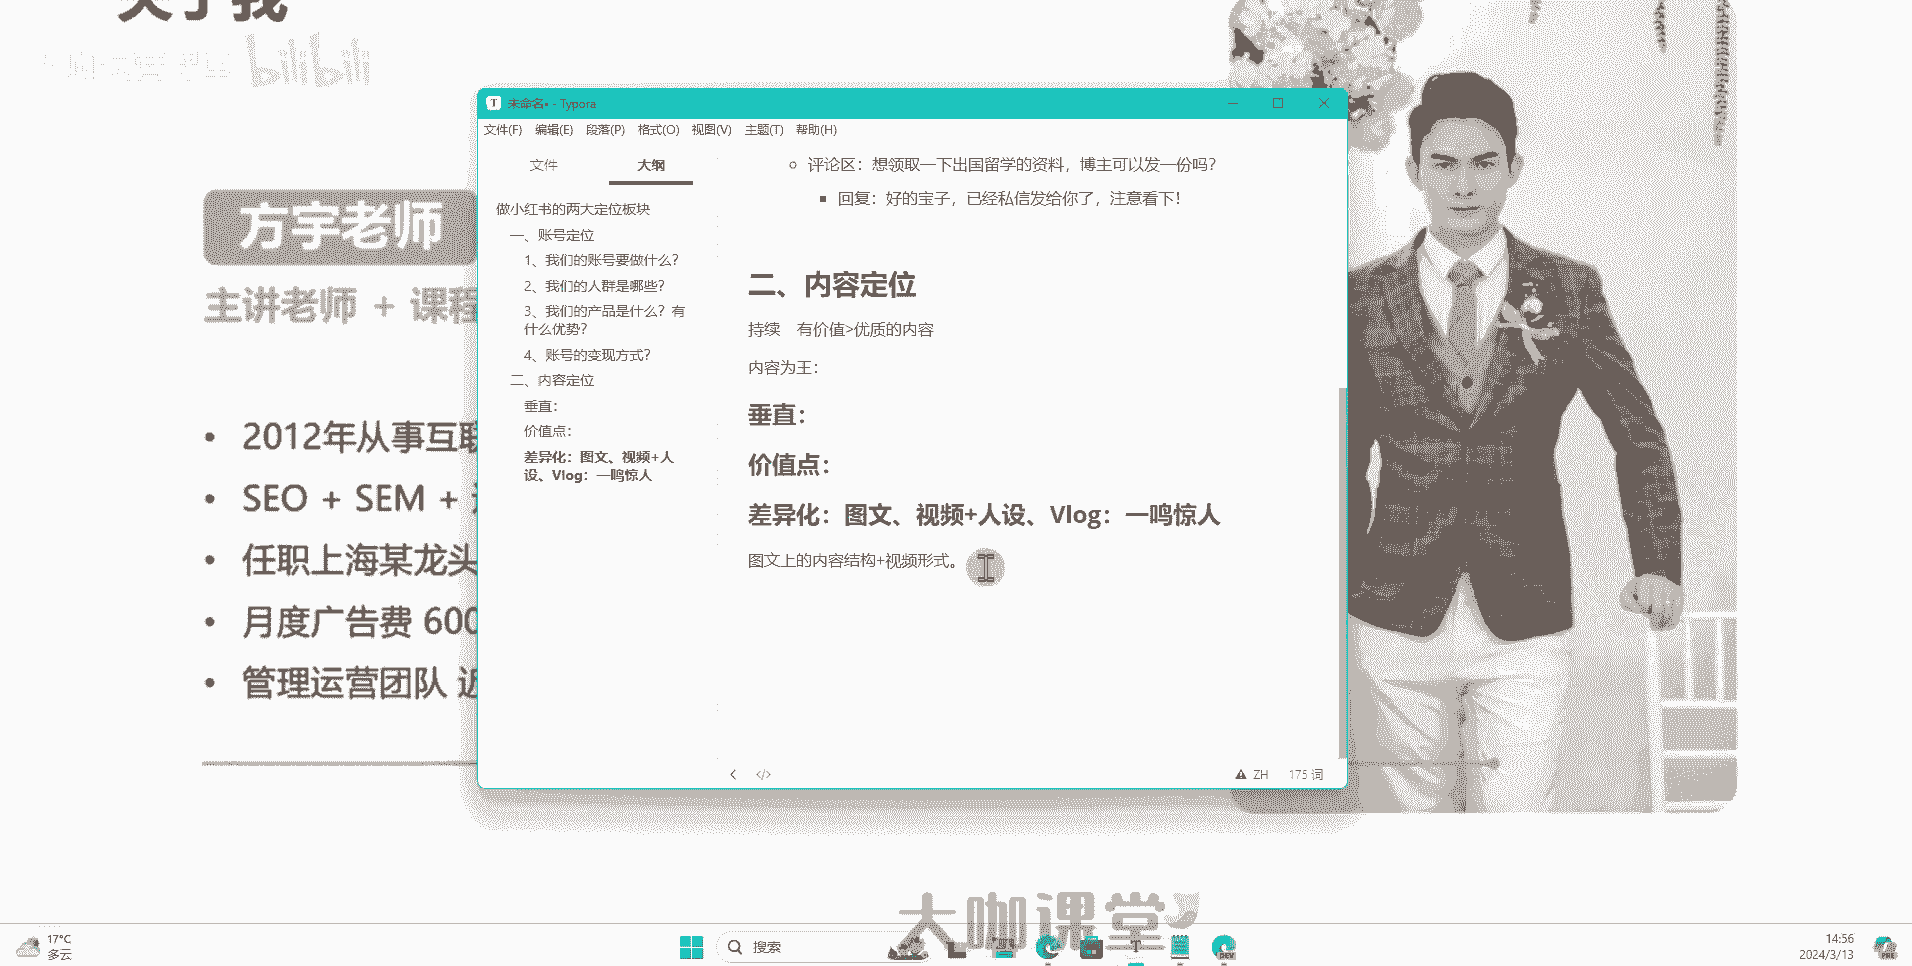 关于我
bilibili
方宇老师
主讲老师 + 课程
• 2012年从事互联
• SEO + SEM +
• 任职上海某龙头
• 月度广告费 600
• 管理运营团队 近
未命名• - Typora
文件(F) 编辑(E) 段落(P) 格式(O) 视图(V) 主题(T) 帮助(H)
文件 大纲
做小红书的两大定位板块
一、账号定位
1、我们的账号要做什么？
2、我们的人群是哪些？
3、我们的产品是什么？有
什么优势？
4、账号的变现方式？
二、内容定位
垂直：
价值点：
差异化：图文、视频+人
设、Vlog：一鸣惊人
评论区：想领取一下出国留学的资料，博主可以发一份吗？
回复：好的宝子，已经私信发给你了，注意看下！
二、内容定位
持续 有价值>优质的内容
内容为王：
垂直：
价值点：
差异化：图文、视频+人设、Vlog：一鸣惊人
图文上的内容结构+视频形式。
ZH 175 词
大咖课堂
17°C
多云
搜索
DEV
14:56
2024/3/13
PRE